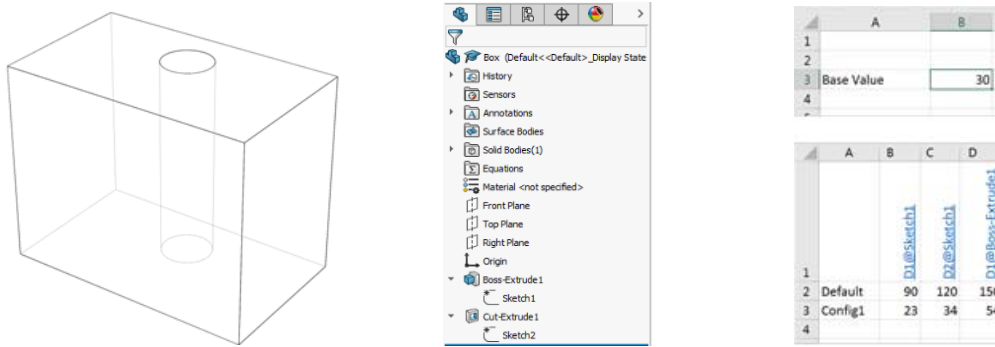 Box (Default<<Default>_Display State
History
Sensors
Annotations
Surface Bodies
Solid Bodies(1)
Equations
Material <not specified>
Front Plane
Top Plane
Right Plane
Origin
Boss-Extrude1
Sketch1
Cut-Extrude1
Sketch2
A B
1
2
3 Base Value 30
4
A B C D
1 D1@Sketch1 D2@Sketch1 D1@Boss-Extrude1
2 Default 90 120 150
3 Config1 23 34 54
4